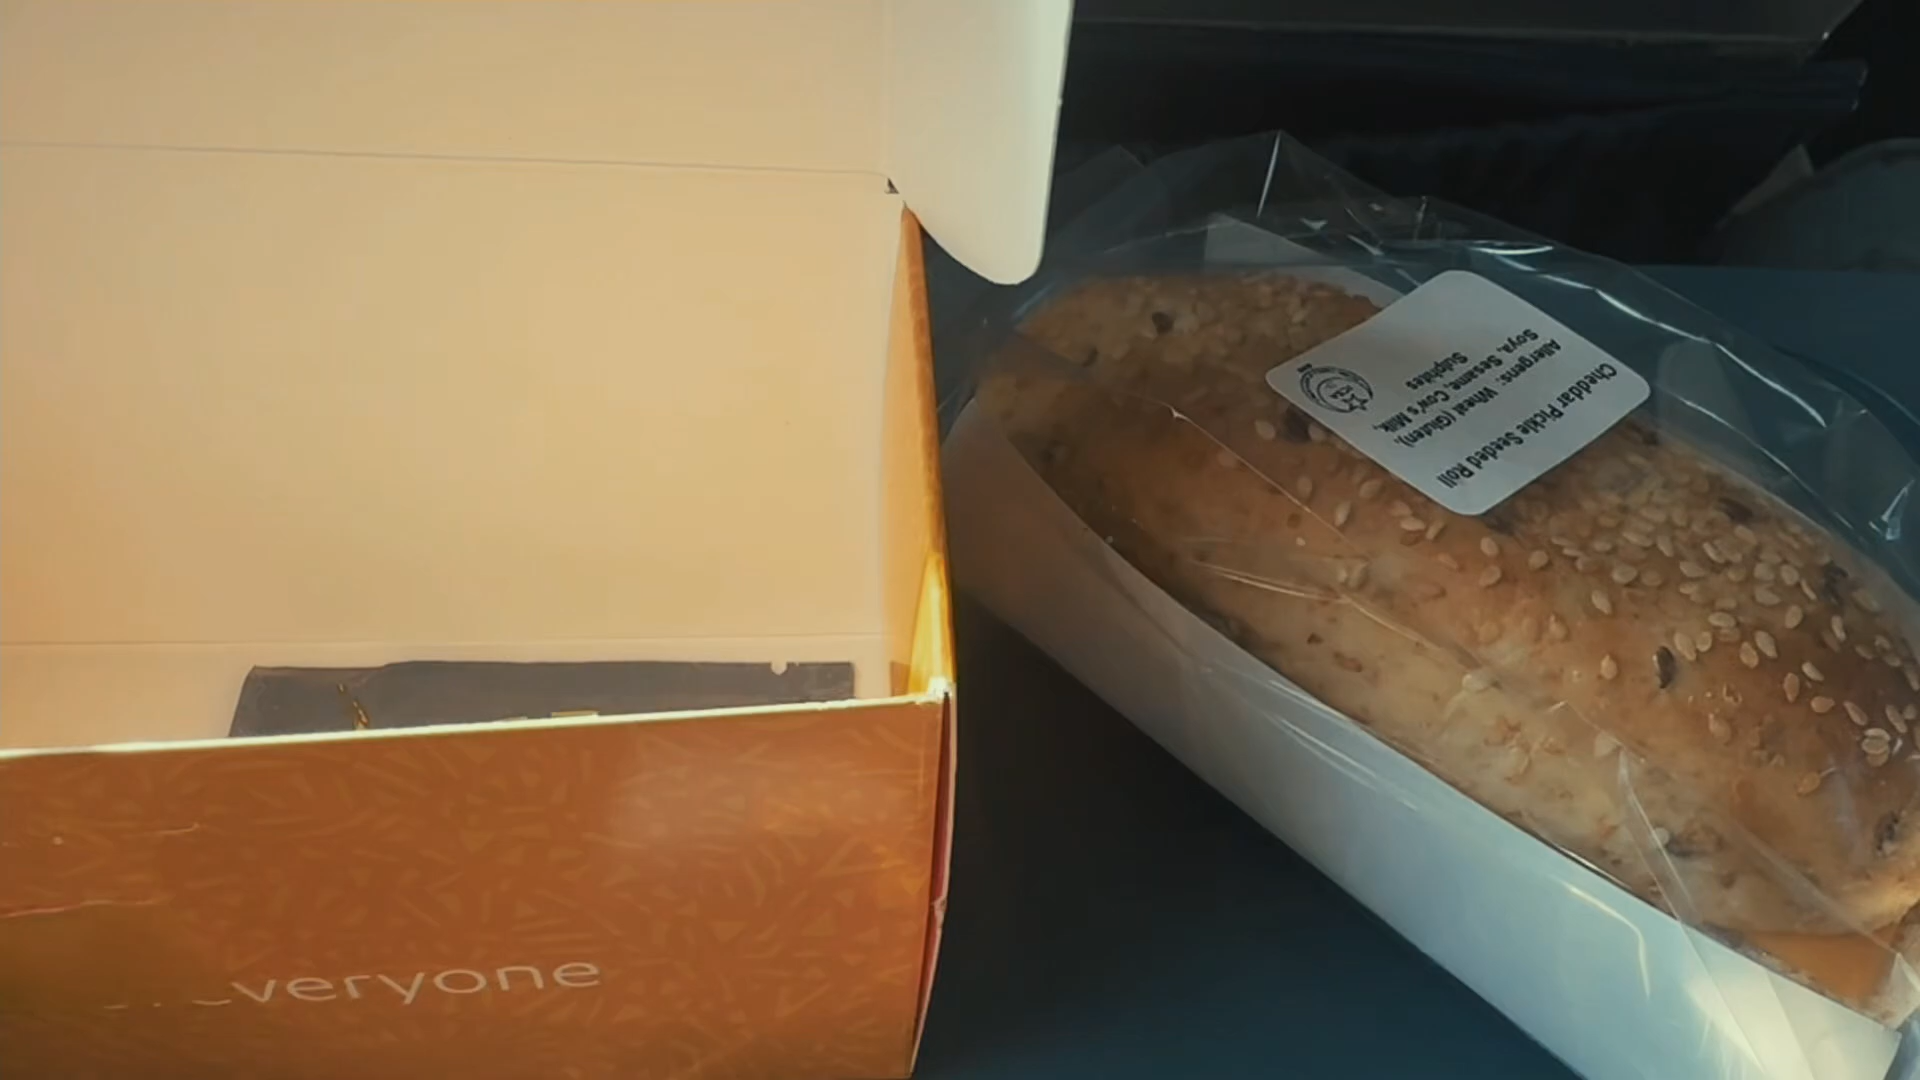 veryone
Cheddar Pickle Seeded Roll
Allergens: Wheat (Gluten),
Soya, Sesame, Cow's Milk,
Sulphites